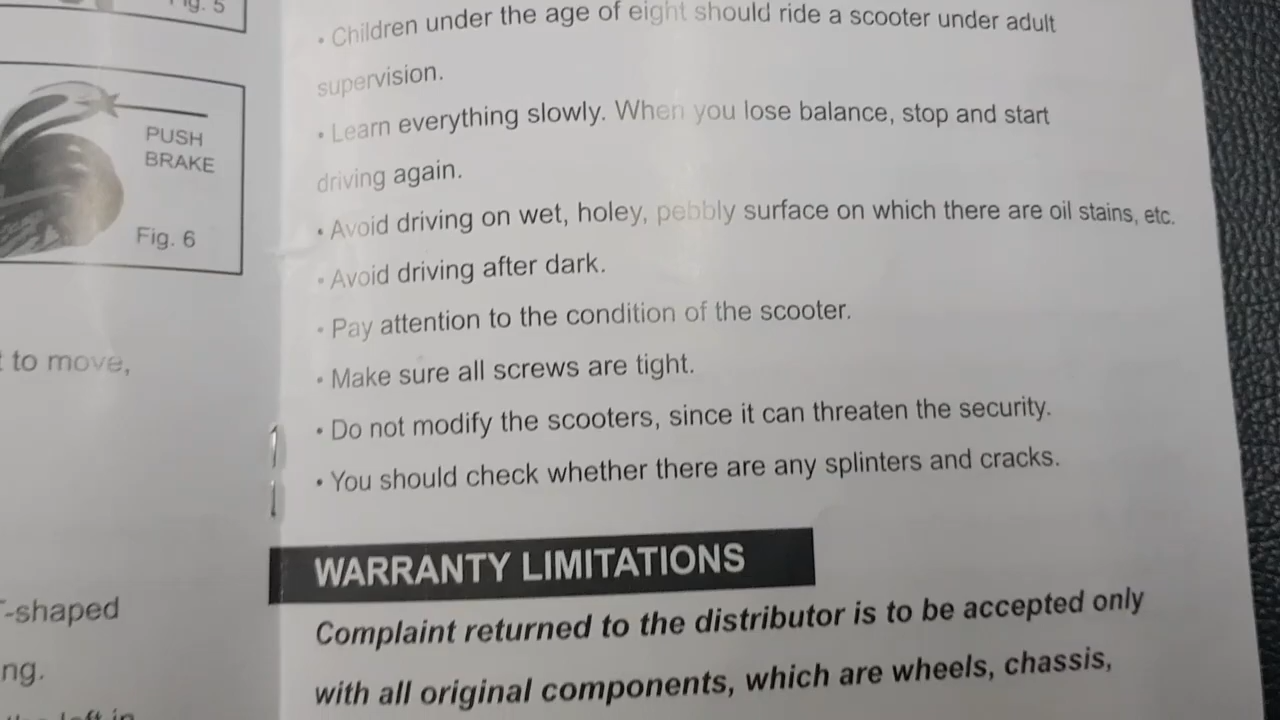 Fig. 5
PUSH
BRAKE
Fig. 6
to move,
-shaped
ng.
left in
• Children under the age of eight should ride a scooter under adult
supervision.
• Learn everything slowly. When you lose balance, stop and start
driving again.
• Avoid driving on wet, holey, pebbly surface on which there are oil stains, etc.
• Avoid driving after dark.
• Pay attention to the condition of the scooter.
• Make sure all screws are tight.
• Do not modify the scooters, since it can threaten the security.
• You should check whether there are any splinters and cracks.
WARRANTY LIMITATIONS
Complaint returned to the distributor is to be accepted only
with all original components, which are wheels, chassis,